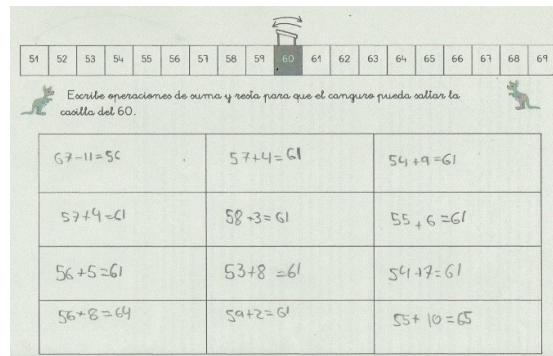 51 52 53 54 55 56 57 58 59 60 61 62 63 64 65 66 67 68 69
Escribe operaciones de suma y resta para que el canguro pueda saltar la
casilla del 60.
67-11=56 57+4=61 54+9=61
57+4=61 58+3=61 55+6=61
56+5=61 53+8=61 54+7=61
56+8=64 59+2=61 55+10=65